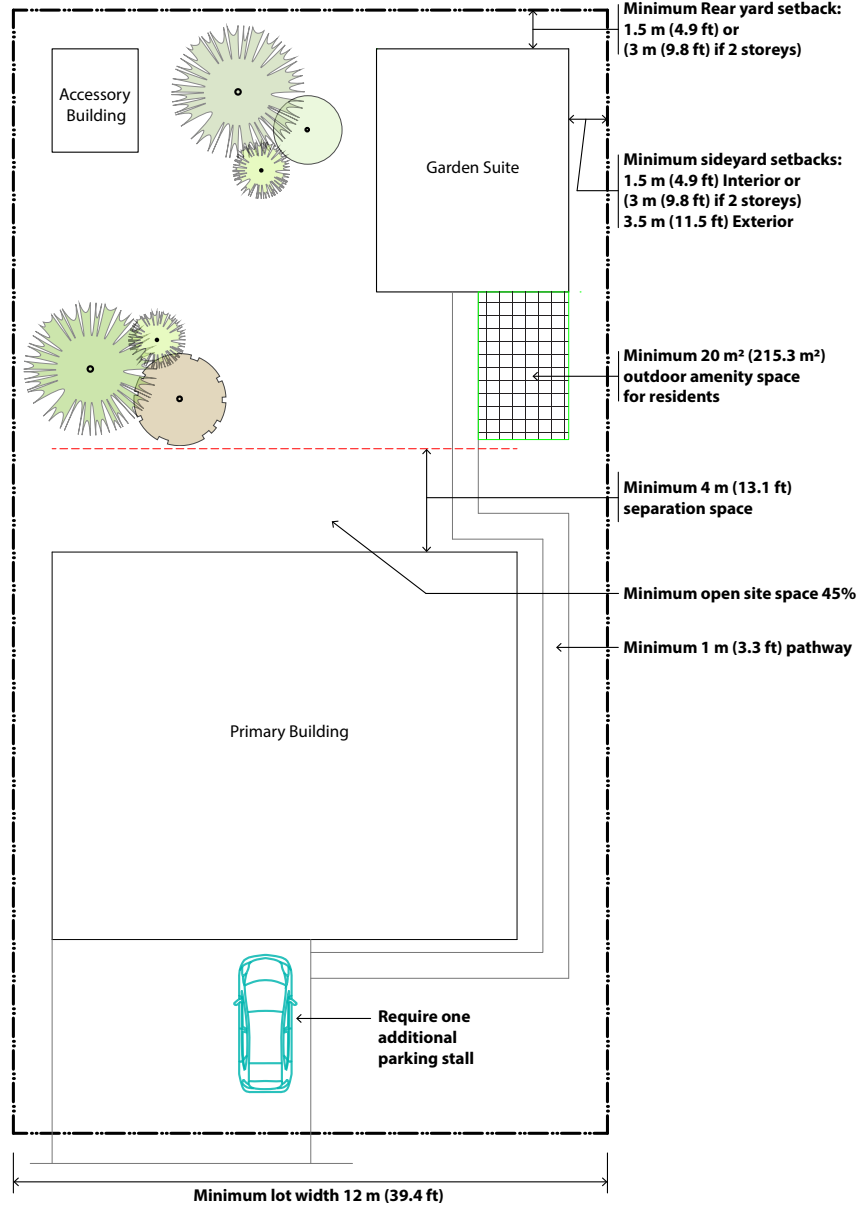 Minimum Rear yard setback:
1.5 m (4.9 ft) or
(3 m (9.8 ft) if 2 storeys)
Accessory
Building
Garden Suite
Minimum sideyard setbacks:
1.5 m (4.9 ft) Interior or
(3 m (9.8 ft) if 2 storeys)
3.5 m (11.5 ft) Exterior
Minimum 20 m² (215.3 m²)
outdoor amenity space
for residents
Minimum 4 m (13.1 ft)
separation space
Minimum open site space 45%
Minimum 1 m (3.3 ft) pathway
Primary Building
Require one
additional
parking stall
Minimum lot width 12 m (39.4 ft)